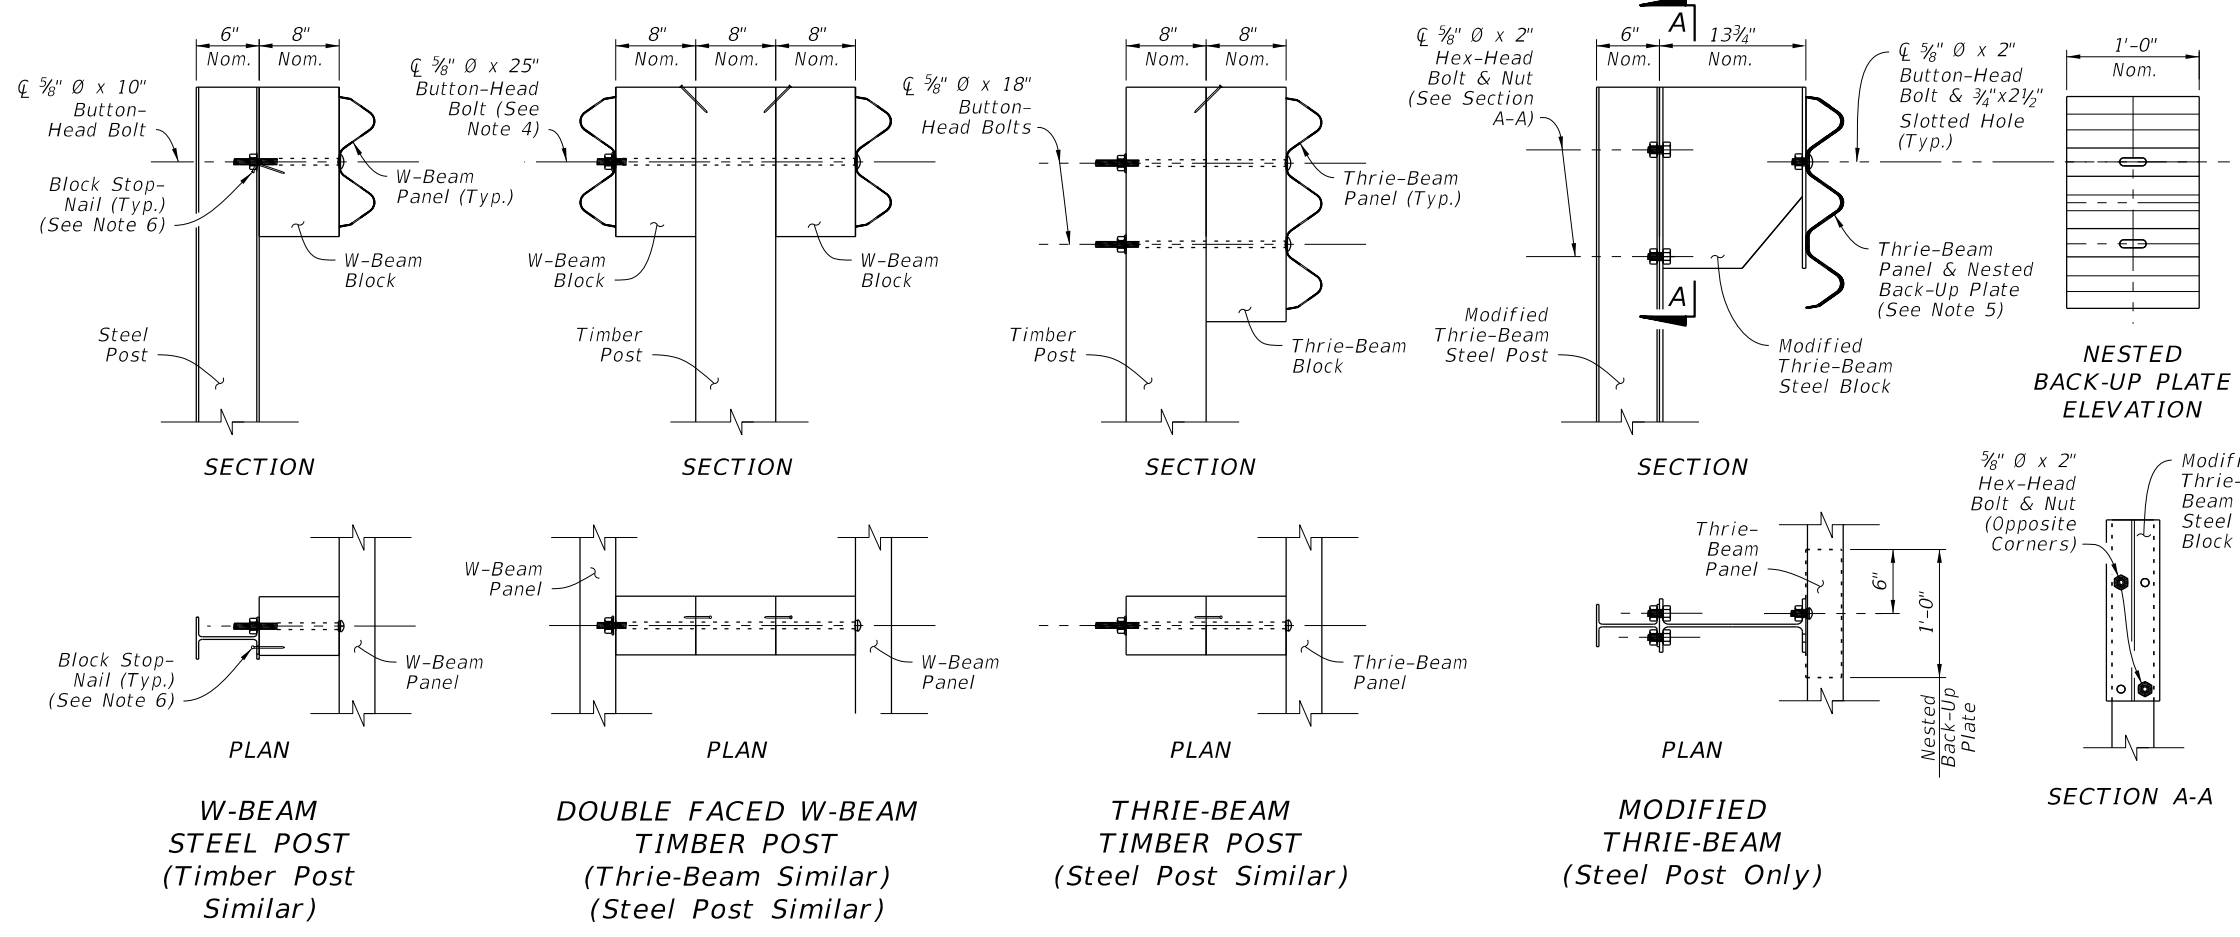 6"
Nom.
8"
Nom.
℄ 5/8" Ø x 10"
Button-
Head Bolt
Block Stop-
Nail (Typ.)
(See Note 6)
W-Beam
Panel (Typ.)
W-Beam
Block
Steel
Post
SECTION
8"
Nom.
8"
Nom.
8"
Nom.
℄ 5/8" Ø x 25"
Button-Head
Bolt (See
Note 4)
W-Beam
Block
W-Beam
Block
Timber
Post
SECTION
8"
Nom.
8"
Nom.
℄ 5/8" Ø x 18"
Button-
Head Bolts
Thrie-Beam
Panel (Typ.)
Timber
Post
Thrie-Beam
Block
SECTION
A
6"
Nom.
13¾"
Nom.
℄ 5/8" Ø x 2"
Hex-Head
Bolt & Nut
(See Section
A-A)
℄ 5/8" Ø x 2"
Button-Head
Bolt & ¾"x2½"
Slotted Hole
(Typ.)
Thrie-Beam
Panel & Nested
Back-Up Plate
(See Note 5)
A
Modified
Thrie-Beam
Steel Post
Modified
Thrie-Beam
Steel Block
SECTION
1'-0"
Nom.
NESTED
BACK-UP PLATE
ELEVATION
Block Stop-
Nail (Typ.)
(See Note 6)
W-Beam
Panel
PLAN
W-Beam
Panel
W-Beam
Panel
PLAN
Thrie-Beam
Panel
PLAN
Thrie-
Beam
Panel
6"
1'-0"
Nested
Back-Up
Plate
PLAN
5/8" Ø x 2"
Hex-Head
Bolt & Nut
(Opposite
Corners)
Modifi
Thrie-
Beam
Steel
Block
SECTION A-A
W-BEAM
STEEL POST
(Timber Post
Similar)
DOUBLE FACED W-BEAM
TIMBER POST
(Thrie-Beam Similar)
(Steel Post Similar)
THRIE-BEAM
TIMBER POST
(Steel Post Similar)
MODIFIED
THRIE-BEAM
(Steel Post Only)